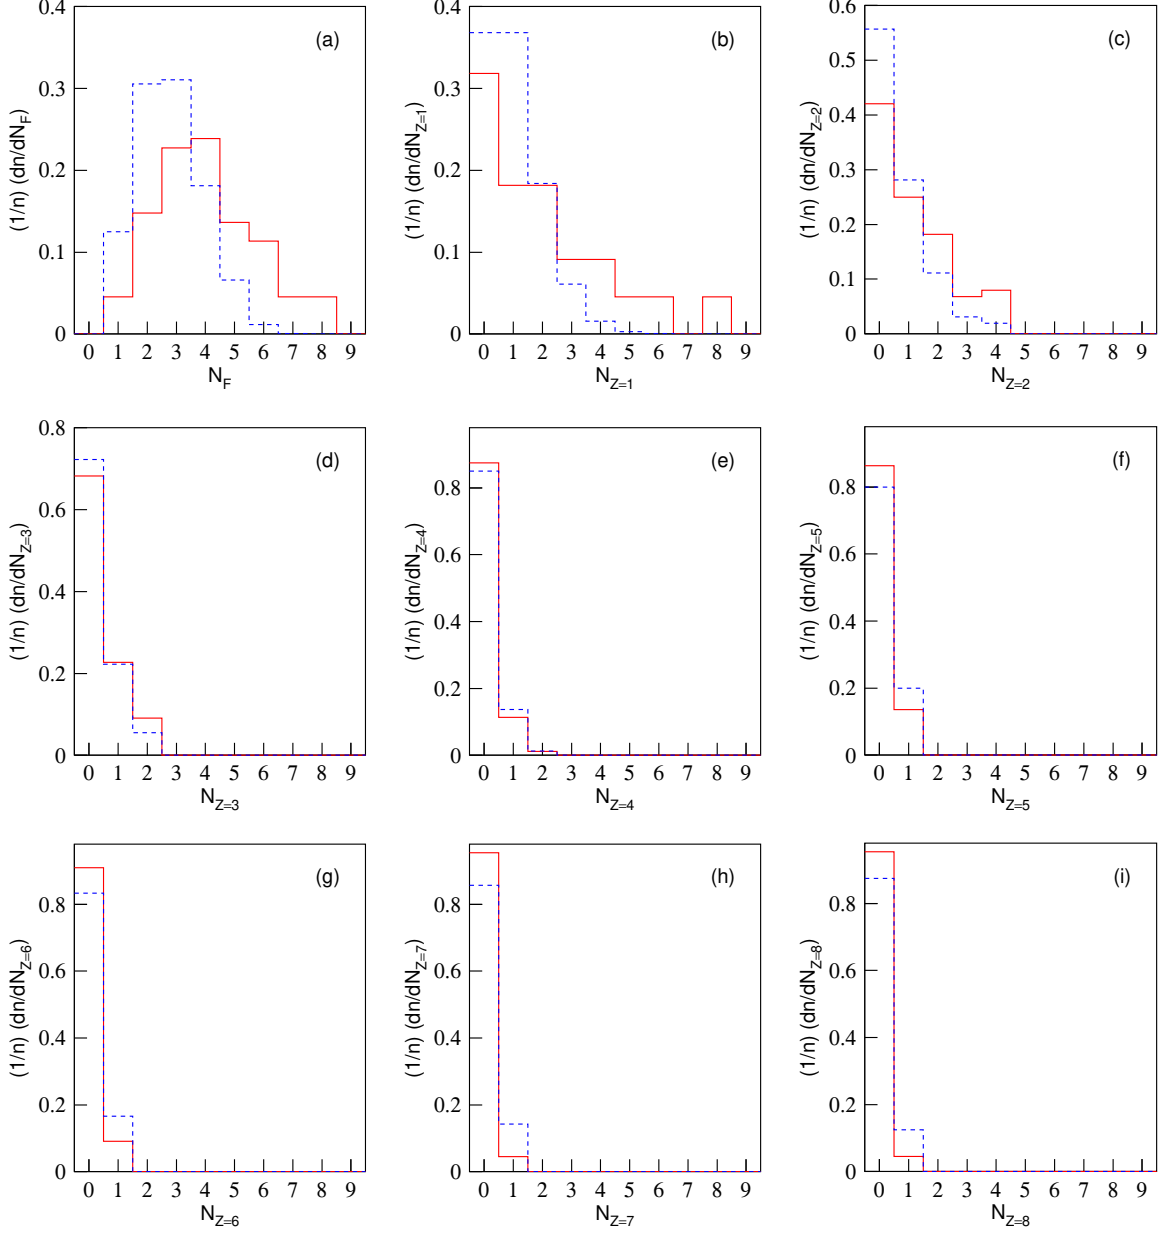 0.4
0.3
0.2
0.1
0
(1/n) (dn/dN_F)
(a)
0 1 2 3 4 5 6 7 8 9
N_F
0.4
0.3
0.2
0.1
0
(1/n) (dn/dN_Z=1)
(b)
0 1 2 3 4 5 6 7 8 9
N_Z=1
0.6
0.5
0.4
0.3
0.2
0.1
0
(1/n) (dn/dN_Z=2)
(c)
0 1 2 3 4 5 6 7 8 9
N_Z=2
0.8
0.6
0.4
0.2
0
(1/n) (dn/dN_Z=3)
(d)
0 1 2 3 4 5 6 7 8 9
N_Z=3
0.8
0.6
0.4
0.2
0
(1/n) (dn/dN_Z=4)
(e)
0 1 2 3 4 5 6 7 8 9
N_Z=4
0.8
0.6
0.4
0.2
0
(1/n) (dn/dN_Z=5)
(f)
0 1 2 3 4 5 6 7 8 9
N_Z=5
0.8
0.6
0.4
0.2
0
(1/n) (dn/dN_Z=6)
(g)
0 1 2 3 4 5 6 7 8 9
N_Z=6
0.8
0.6
0.4
0.2
0
(1/n) (dn/dN_Z=7)
(h)
0 1 2 3 4 5 6 7 8 9
N_Z=7
0.8
0.6
0.4
0.2
0
(1/n) (dn/dN_Z=8)
(i)
0 1 2 3 4 5 6 7 8 9
N_Z=8